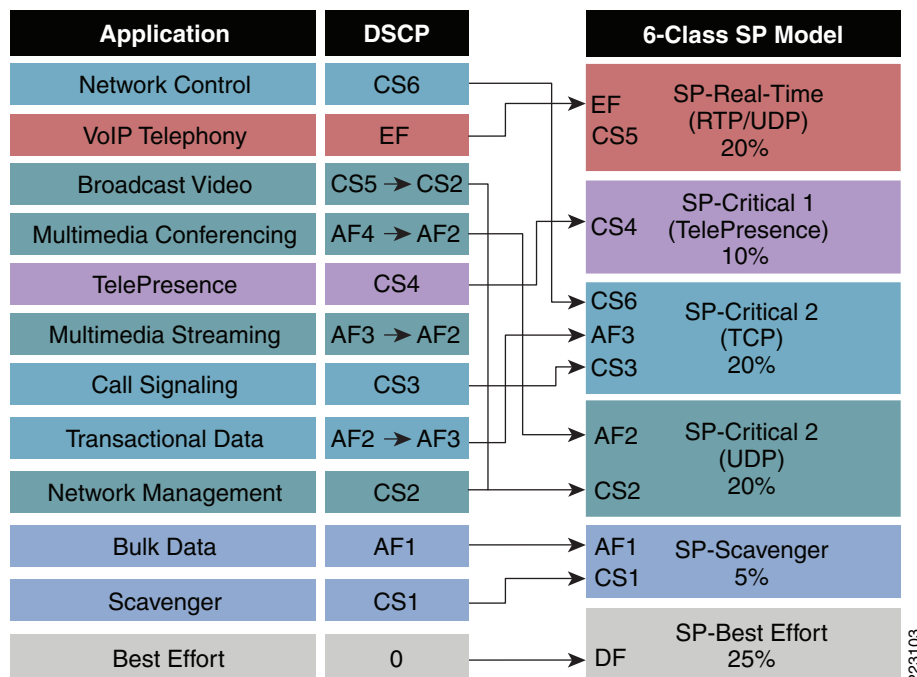 Application DSCP 6-Class SP Model
Network Control CS6
VoIP Telephony EF
Broadcast Video CS5 → CS2
Multimedia Conferencing AF4 → AF2
TelePresence CS4
Multimedia Streaming AF3 → AF2
Call Signaling CS3
Transactional Data AF2 → AF3
Network Management CS2
Bulk Data AF1
Scavenger CS1
Best Effort 0
EF
CS5
SP-Real-Time
(RTP/UDP)
20%
CS4
SP-Critical 1
(TelePresence)
10%
CS6
AF3
CS3
SP-Critical 2
(TCP)
20%
AF2
CS2
SP-Critical 2
(UDP)
20%
AF1
CS1
SP-Scavenger
5%
DF
SP-Best Effort
25%
223103